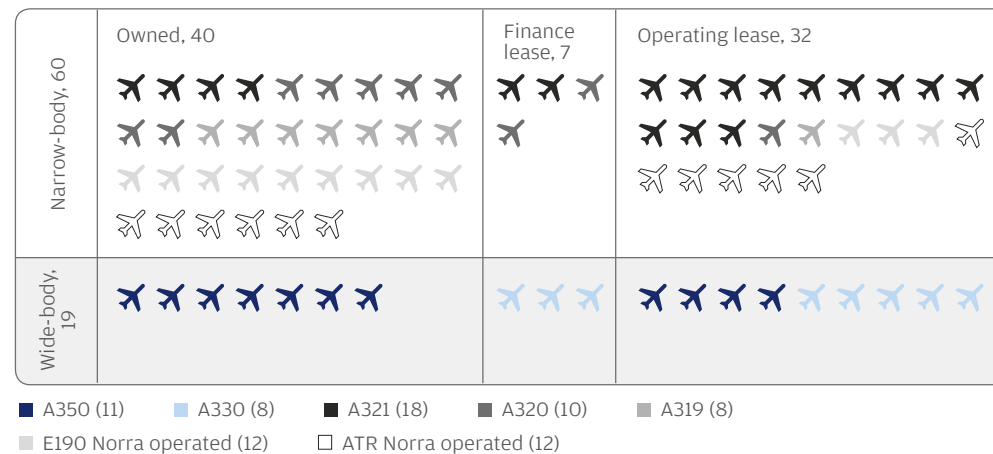 Owned, 40
Finance
lease, 7
Operating lease, 32
Narrow-body, 60
Wide-body,
19
A350 (11)
A330 (8)
A321 (18)
A320 (10)
A319 (8)
E190 Norra operated (12)
ATR Norra operated (12)